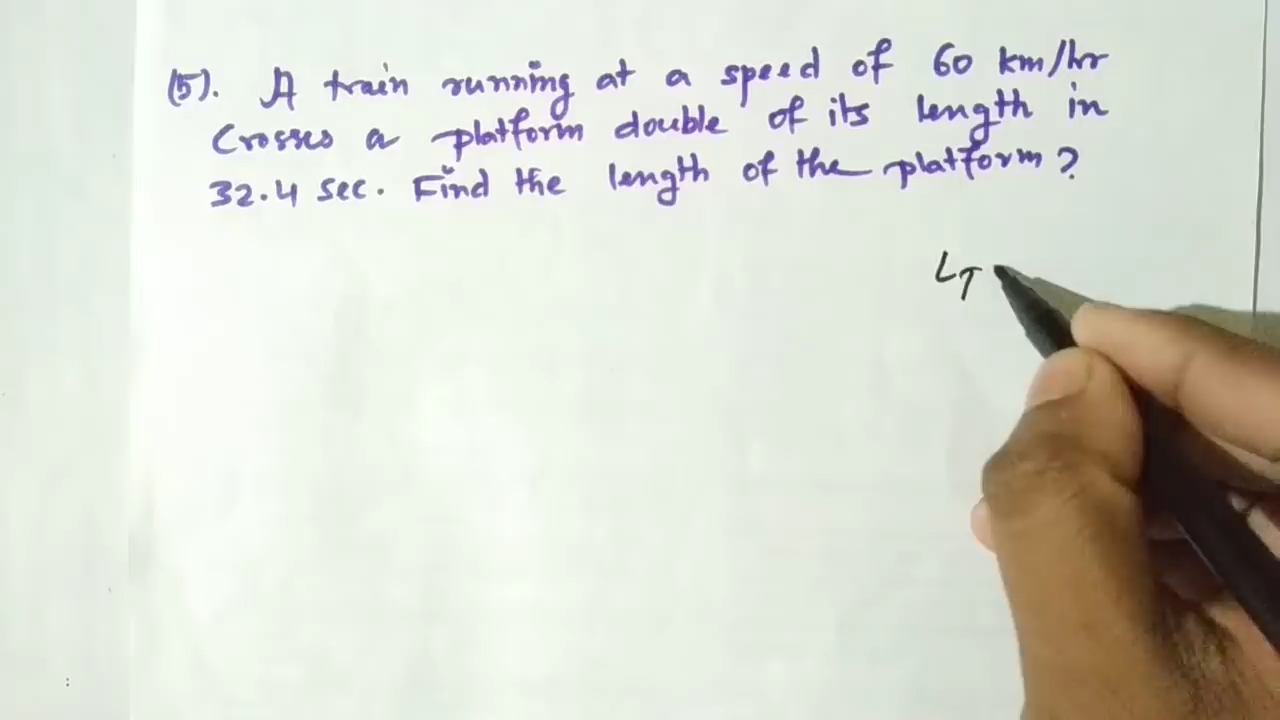 (5). A train running at a speed of 60 km/hr
Crosses a platform double of its length in
32.4 sec. Find the length of the platform?
LT